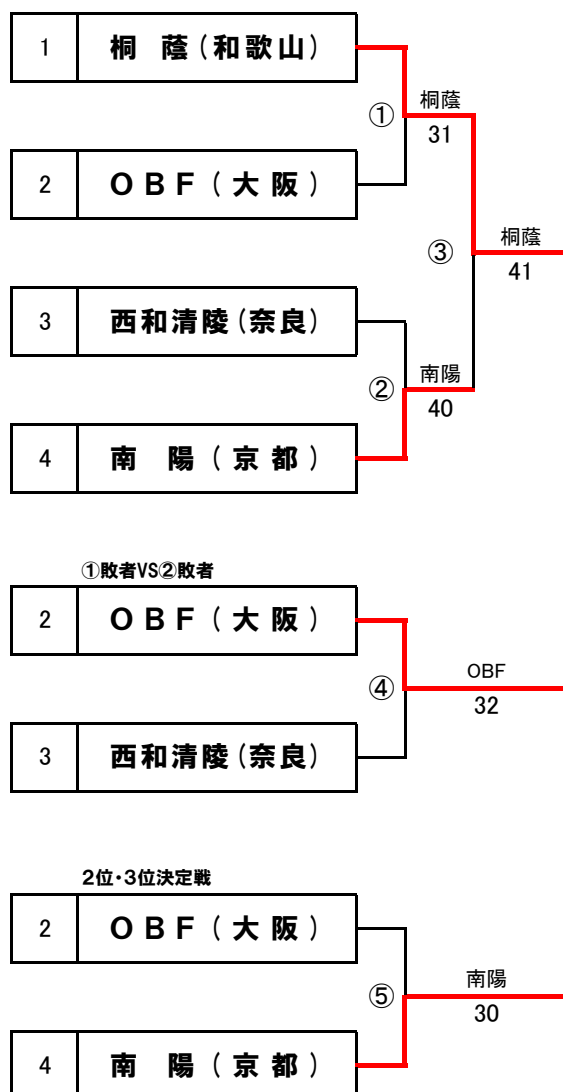 1 桐 蔭(和歌山)
桐蔭
①
31
2 OBF(大阪)
桐蔭
③
41
3 西和清陵(奈良)
南陽
②
40
4 南 陽(京都)
①敗者VS②敗者
2 OBF(大阪)
OBF
④
32
3 西和清陵(奈良)
2位・3位決定戦
2 OBF(大阪)
南陽
⑤
30
4 南 陽(京都)